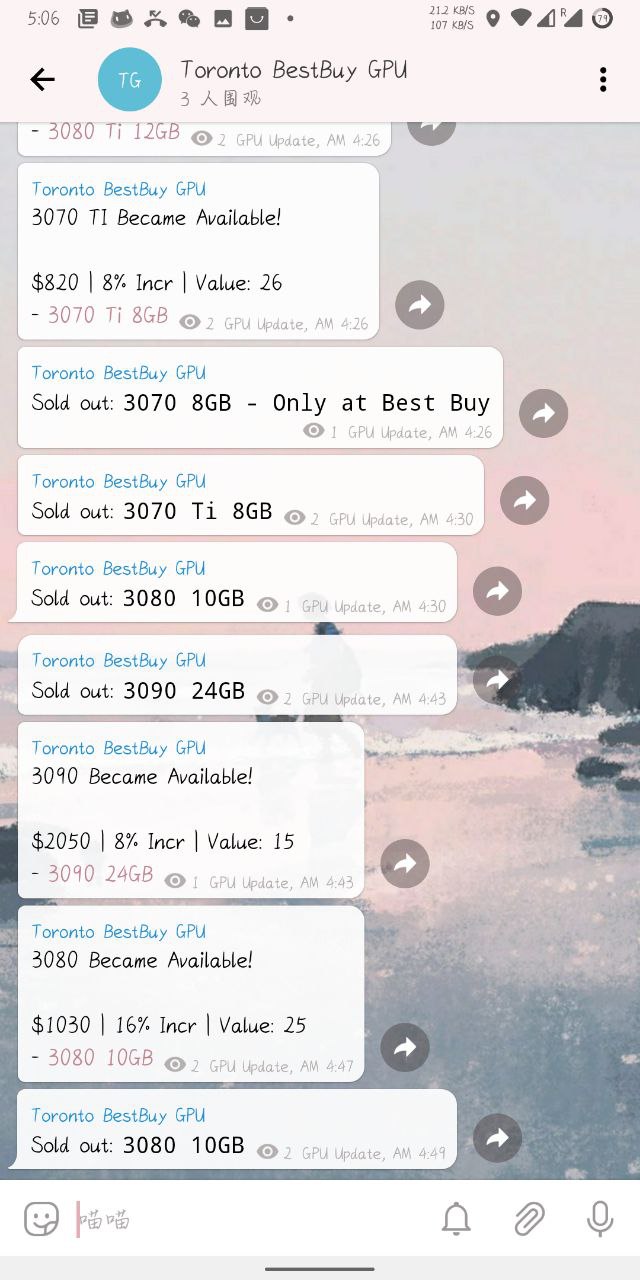 5:06
21.2 KB/S
107 KB/S
R
79
TG
Toronto BestBuy GPU
3 人围观
- 3080 Ti 12GB 2 GPU Update, AM 4:26
Toronto BestBuy GPU
3070 TI Became Available!
$820 | 8% Incr | Value: 26
- 3070 Ti 8GB 2 GPU Update, AM 4:26
Toronto BestBuy GPU
Sold out: 3070 8GB - Only at Best Buy
1 GPU Update, AM 4:26
Toronto BestBuy GPU
Sold out: 3070 Ti 8GB 2 GPU Update, AM 4:30
Toronto BestBuy GPU
Sold out: 3080 10GB 1 GPU Update, AM 4:30
Toronto BestBuy GPU
Sold out: 3090 24GB 2 GPU Update, AM 4:43
Toronto BestBuy GPU
3090 Became Available!
$2050 | 8% Incr | Value: 15
- 3090 24GB 1 GPU Update, AM 4:43
Toronto BestBuy GPU
3080 Became Available!
$1030 | 16% Incr | Value: 25
- 3080 10GB 2 GPU Update, AM 4:47
Toronto BestBuy GPU
Sold out: 3080 10GB 2 GPU Update, AM 4:49
喵喵